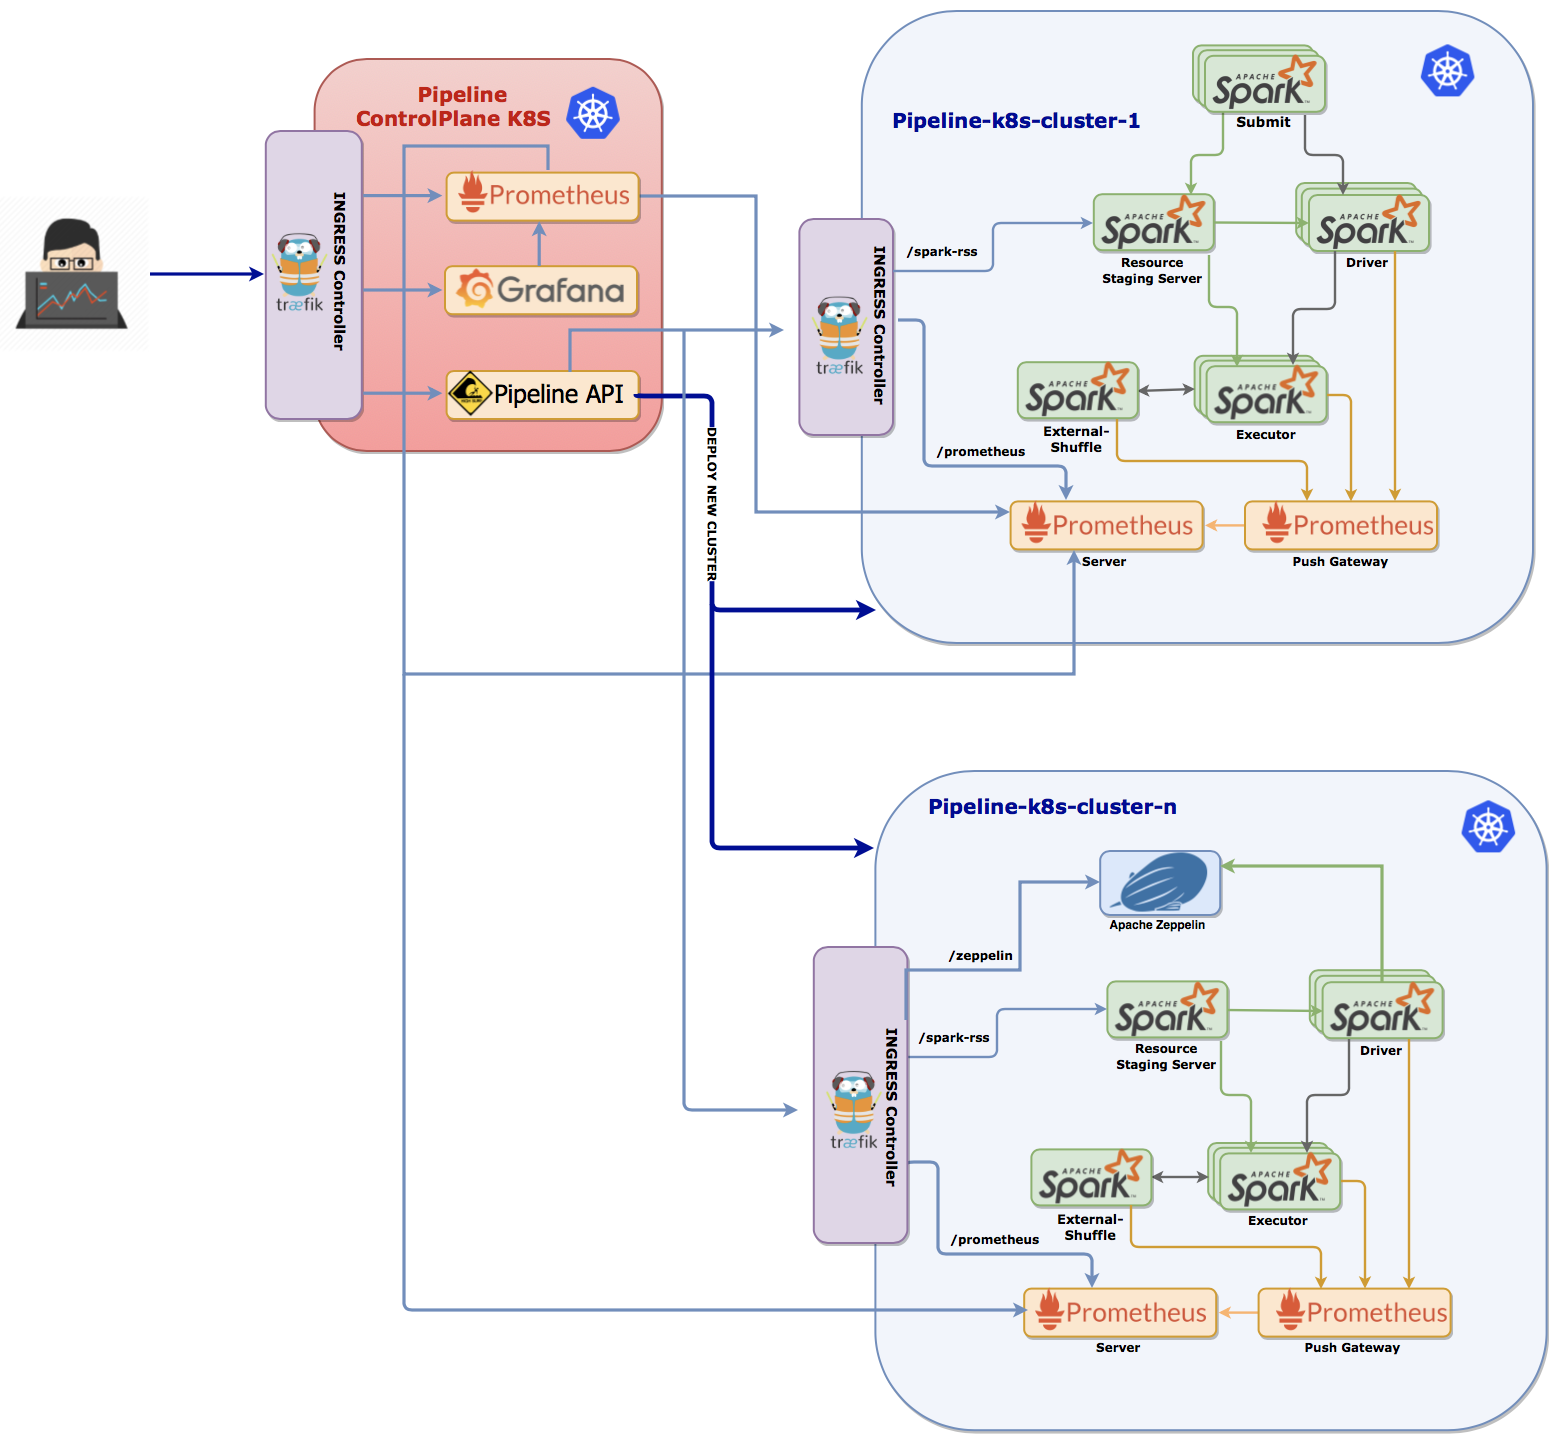 Pipeline
ControlPlane K8S
INGRESS Controller
træfik
Prometheus
Grafana
Pipeline API
DEPLOY NEW CLUSTER
Pipeline-k8s-cluster-1
APACHE
Spark
Submit
INGRESS Controller
træfik
/spark-rss
/prometheus
APACHE
Spark
Resource
Staging Server
APACHE
Spark
Driver
APACHE
Spark
External-
Shuffle
APACHE
Spark
Executor
Prometheus
Server
Prometheus
Push Gateway
Pipeline-k8s-cluster-n
Apache Zeppelin
INGRESS Controller
træfik
/zeppelin
/spark-rss
/prometheus
APACHE
Spark
Resource
Staging Server
APACHE
Spark
Driver
APACHE
Spark
External-
Shuffle
APACHE
Spark
Executor
Prometheus
Server
Prometheus
Push Gateway